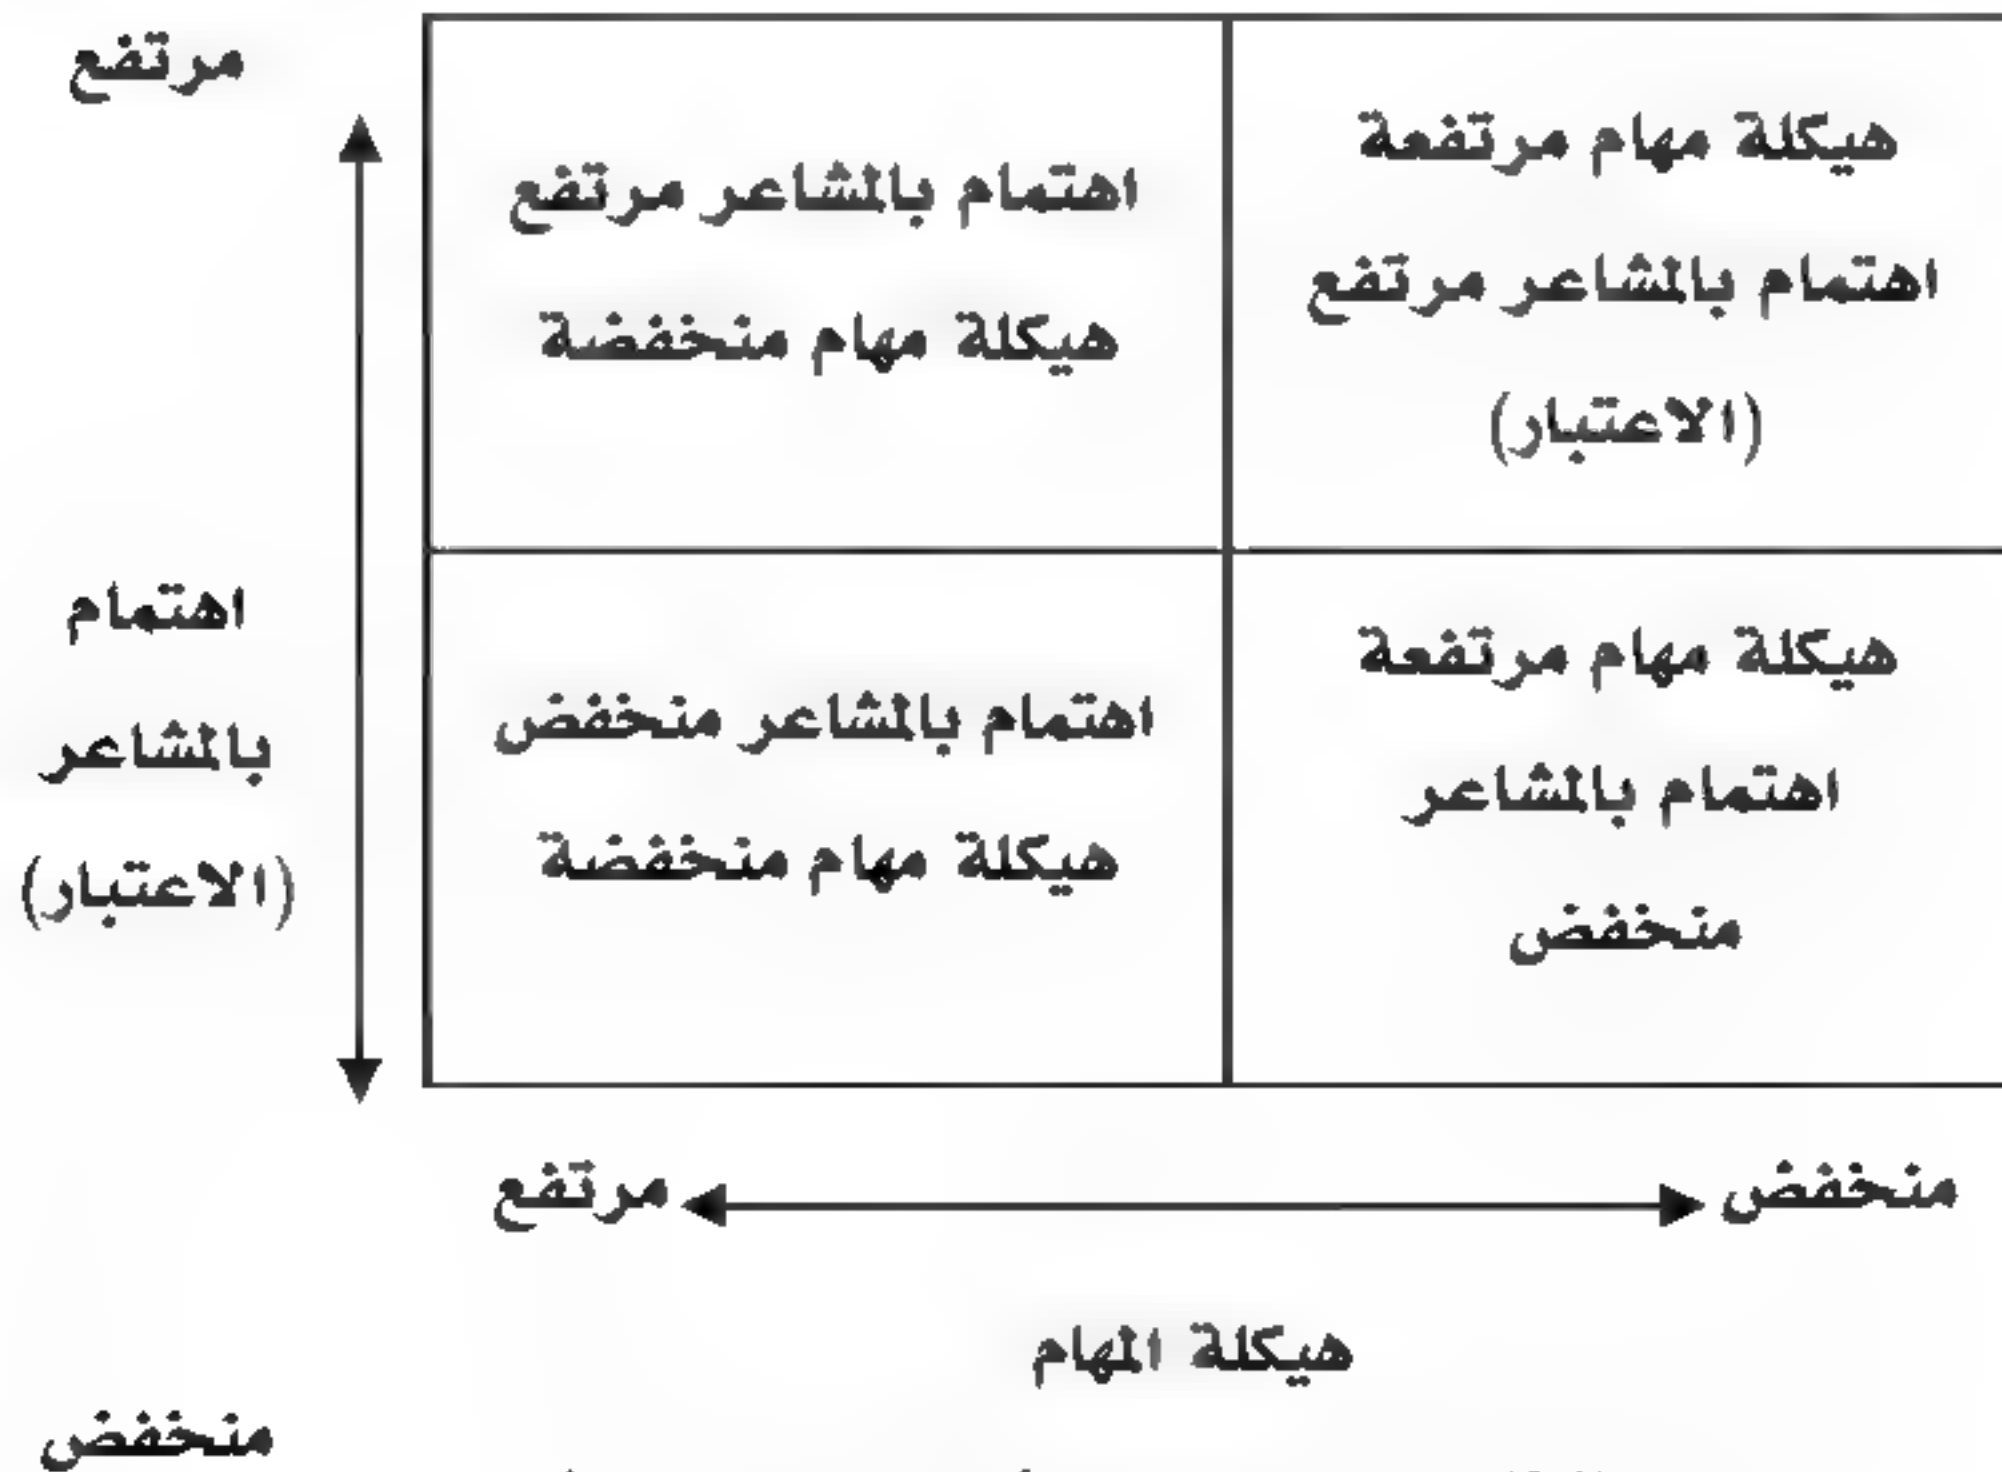 مرتفع
هيكلة مهام مرتفعة
اهتمام بالمشاعر مرتفع
(الاعتبار)
اهتمام بالمشاعر مرتفع
هيكلة مهام منخفضة
اهتمام
بالمشاعر
(الاعتبار)
هيكلة مهام مرتفعة
اهتمام بالمشاعر
منخفض
اهتمام بالمشاعر منخفض
هيكلة مهام منخفضة
منخفض
مرتفع
هيكلة المهام
منخفض